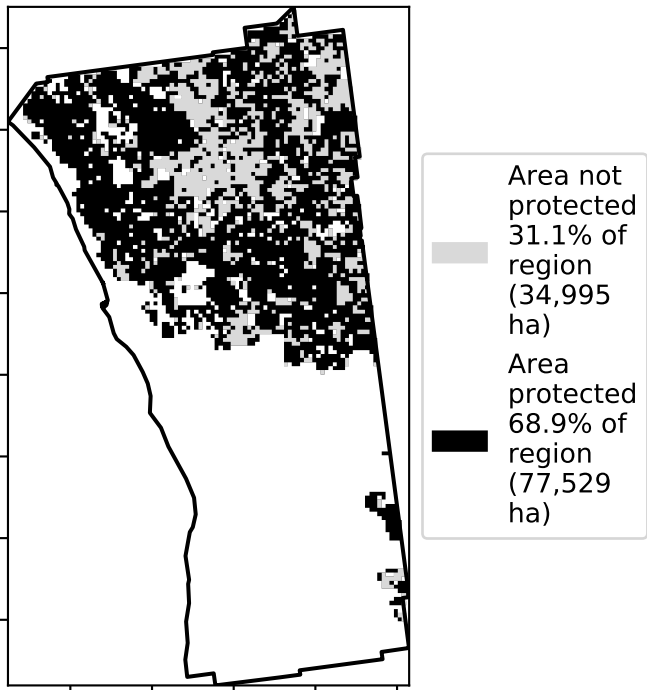 Area not
protected
31.1% of
region
(34,995
ha)
Area
protected
68.9% of
region
(77,529
ha)